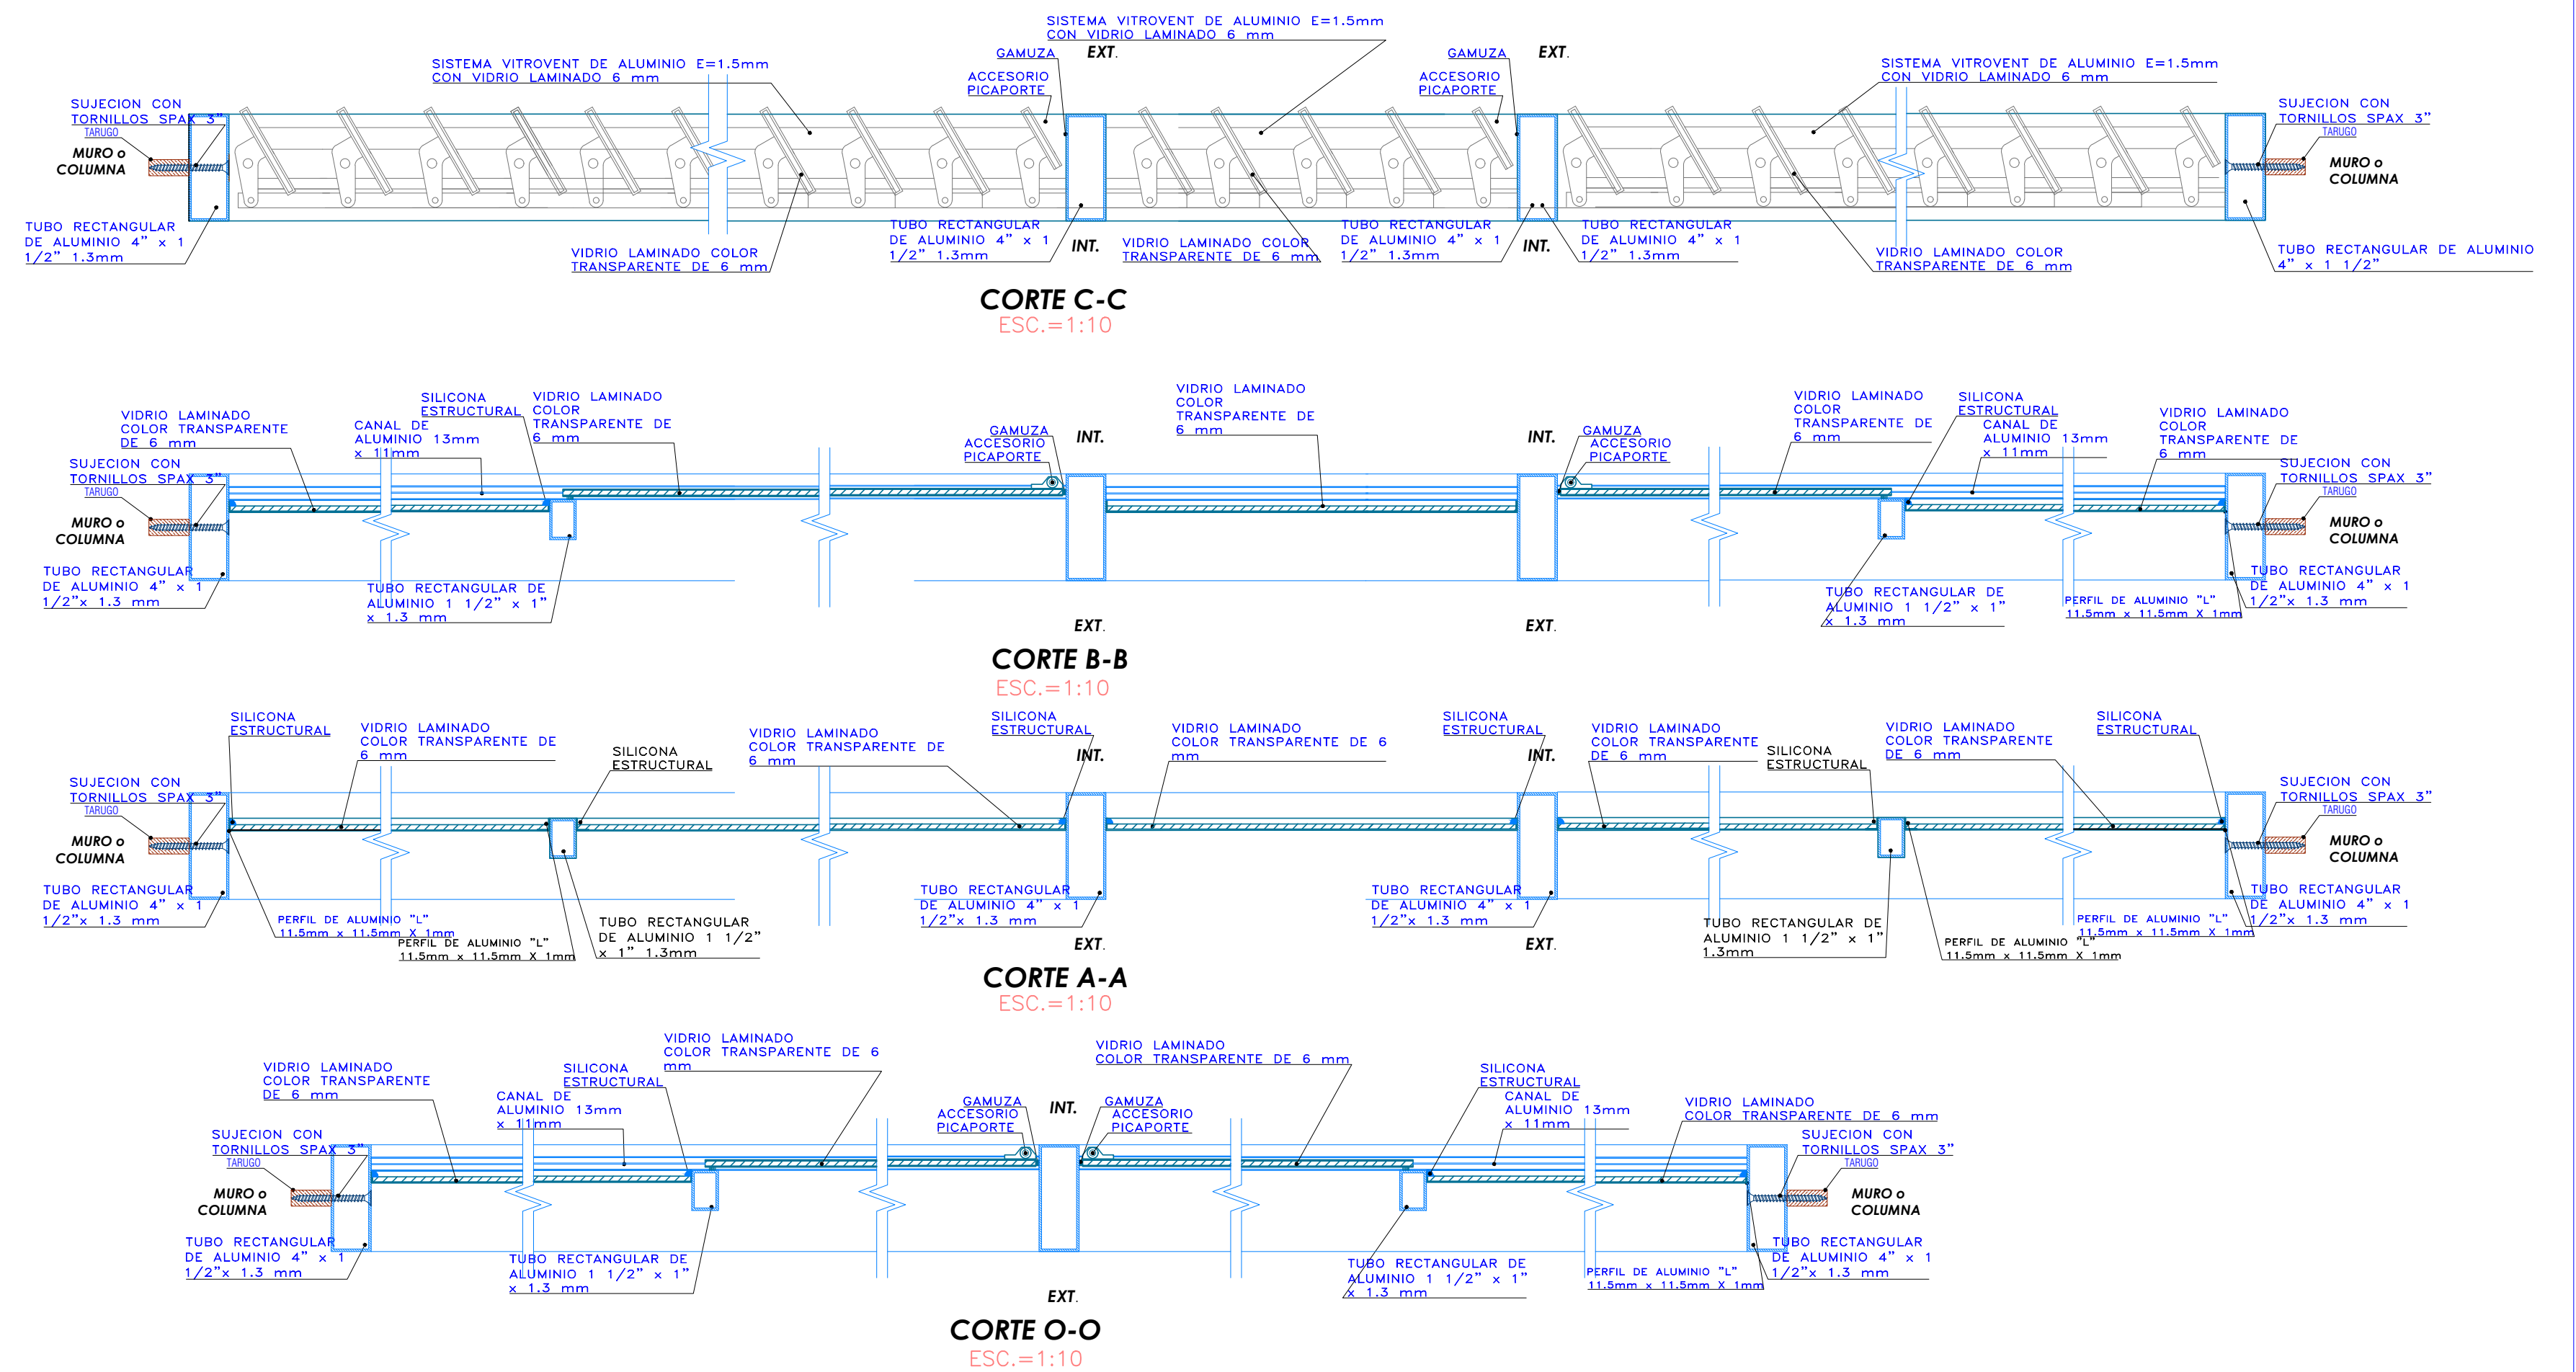 SISTEMA VITROVENT DE ALUMINIO E=1.5mm
CON VIDRIO LAMINADO 6 mm
EXT.
EXT.
GAMUZA
GAMUZA
SISTEMA VITROVENT DE ALUMINIO E=1.5mm
CON VIDRIO LAMINADO 6 mm
ACCESORIO
PICAPORTE
ACCESORIO
PICAPORTE
SISTEMA VITROVENT DE ALUMINIO E=1.5mm
CON VIDRIO LAMINADO 6 mm
SUJECION CON
TORNILLOS SPAX 3"
TARUGO
MURO o
COLUMNA
SUJECION CON
TORNILLOS SPAX 3"
TARUGO
MURO o
COLUMNA
TUBO RECTANGULAR
DE ALUMINIO 4" x 1
1/2" 1.3mm
VIDRIO LAMINADO COLOR
TRANSPARENTE DE 6 mm
TUBO RECTANGULAR
DE ALUMINIO 4" x 1
1/2" 1.3mm
INT.
VIDRIO LAMINADO COLOR
TRANSPARENTE DE 6 mm
TUBO RECTANGULAR
DE ALUMINIO 4" x 1
1/2" 1.3mm
INT.
TUBO RECTANGULAR
DE ALUMINIO 4" x 1
1/2" 1.3mm
VIDRIO LAMINADO COLOR
TRANSPARENTE DE 6 mm
TUBO RECTANGULAR DE ALUMINIO
4" x 1 1/2"
CORTE C-C
ESC.=1:10
VIDRIO LAMINADO
COLOR TRANSPARENTE
DE 6 mm
CANAL DE
ALUMINIO 13mm
x 11mm
SILICONA
ESTRUCTURAL
VIDRIO LAMINADO
COLOR
TRANSPARENTE DE
6 mm
GAMUZA
ACCESORIO
PICAPORTE
INT.
VIDRIO LAMINADO
COLOR
TRANSPARENTE DE
6 mm
INT.
GAMUZA
ACCESORIO
PICAPORTE
VIDRIO LAMINADO
COLOR
TRANSPARENTE DE
6 mm
SILICONA
ESTRUCTURAL
CANAL DE
ALUMINIO 13mm
x 11mm
VIDRIO LAMINADO
COLOR
TRANSPARENTE DE
6 mm
SUJECION CON
TORNILLOS SPAX 3"
TARUGO
MURO o
COLUMNA
SUJECION CON
TORNILLOS SPAX 3"
TARUGO
MURO o
COLUMNA
TUBO RECTANGULAR
DE ALUMINIO 4" x 1
1/2"x 1.3 mm
TUBO RECTANGULAR DE
ALUMINIO 1 1/2" x 1"
x 1.3 mm
EXT.
EXT.
TUBO RECTANGULAR DE
ALUMINIO 1 1/2" x 1"
x 1.3 mm
PERFIL DE ALUMINIO "L"
11.5mm x 11.5mm X 1mm
TUBO RECTANGULAR
DE ALUMINIO 4" x 1
1/2"x 1.3 mm
CORTE B-B
ESC.=1:10
SILICONA
ESTRUCTURAL
VIDRIO LAMINADO
COLOR TRANSPARENTE DE
6 mm
SILICONA
ESTRUCTURAL
VIDRIO LAMINADO
COLOR TRANSPARENTE DE
6 mm
SILICONA
ESTRUCTURAL
INT.
VIDRIO LAMINADO
COLOR TRANSPARENTE DE 6
mm
SILICONA
ESTRUCTURAL
INT.
VIDRIO LAMINADO
COLOR TRANSPARENTE
DE 6 mm
SILICONA
ESTRUCTURAL
VIDRIO LAMINADO
COLOR TRANSPARENTE
DE 6 mm
SILICONA
ESTRUCTURAL
SUJECION CON
TORNILLOS SPAX 3"
TARUGO
MURO o
COLUMNA
SUJECION CON
TORNILLOS SPAX 3"
TARUGO
MURO o
COLUMNA
TUBO RECTANGULAR
DE ALUMINIO 4" x 1
1/2"x 1.3 mm
PERFIL DE ALUMINIO "L"
11.5mm x 11.5mm X 1mm
PERFIL DE ALUMINIO "L"
11.5mm x 11.5mm X 1mm
TUBO RECTANGULAR
DE ALUMINIO 1 1/2"
x 1" 1.3mm
TUBO RECTANGULAR
DE ALUMINIO 4" x 1
1/2"x 1.3 mm
EXT.
TUBO RECTANGULAR
DE ALUMINIO 4" x 1
1/2"x 1.3 mm
EXT.
TUBO RECTANGULAR DE
ALUMINIO 1 1/2" x 1"
1.3mm
PERFIL DE ALUMINIO "L"
11.5mm x 11.5mm X 1mm
PERFIL DE ALUMINIO "L"
11.5mm x 11.5mm X 1mm
TUBO RECTANGULAR
DE ALUMINIO 4" x 1
1/2"x 1.3 mm
CORTE A-A
ESC.=1:10
VIDRIO LAMINADO
COLOR TRANSPARENTE
DE 6 mm
CANAL DE
ALUMINIO 13mm
x 11mm
SILICONA
ESTRUCTURAL
VIDRIO LAMINADO
COLOR TRANSPARENTE DE 6
mm
GAMUZA
ACCESORIO
PICAPORTE
INT.
GAMUZA
ACCESORIO
PICAPORTE
VIDRIO LAMINADO
COLOR TRANSPARENTE DE 6 mm
SILICONA
ESTRUCTURAL
CANAL DE
ALUMINIO 13mm
x 11mm
VIDRIO LAMINADO
COLOR TRANSPARENTE DE 6 mm
SUJECION CON
TORNILLOS SPAX 3"
TARUGO
MURO o
COLUMNA
SUJECION CON
TORNILLOS SPAX 3"
TARUGO
MURO o
COLUMNA
TUBO RECTANGULAR
DE ALUMINIO 4" x 1
1/2"x 1.3 mm
TUBO RECTANGULAR DE
ALUMINIO 1 1/2" x 1"
x 1.3 mm
EXT.
TUBO RECTANGULAR DE
ALUMINIO 1 1/2" x 1"
x 1.3 mm
PERFIL DE ALUMINIO "L"
11.5mm x 11.5mm X 1mm
TUBO RECTANGULAR
DE ALUMINIO 4" x 1
1/2"x 1.3 mm
CORTE O-O
ESC.=1:10